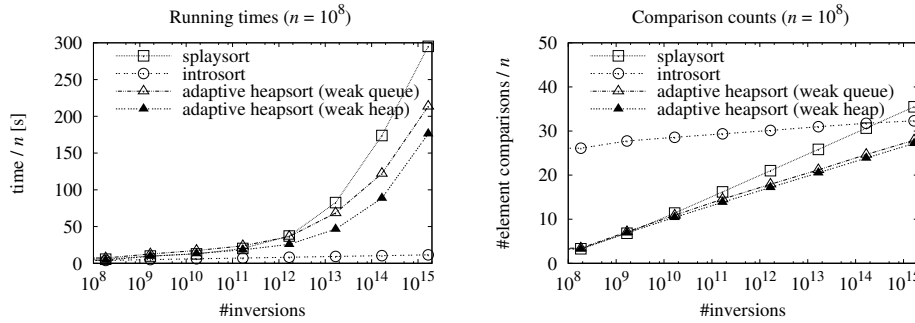 Running times (n = 10^8)
time / n [s]
300
250
200
150
100
50
0
splaysort
introsort
adaptive heapsort (weak queue)
adaptive heapsort (weak heap)
10^8 10^9 10^10 10^11 10^12 10^13 10^14 10^15
#inversions
Comparison counts (n = 10^8)
#element comparisons / n
50
40
30
20
10
0
splaysort
introsort
adaptive heapsort (weak queue)
adaptive heapsort (weak heap)
10^8 10^9 10^10 10^11 10^12 10^13 10^14 10^15
#inversions